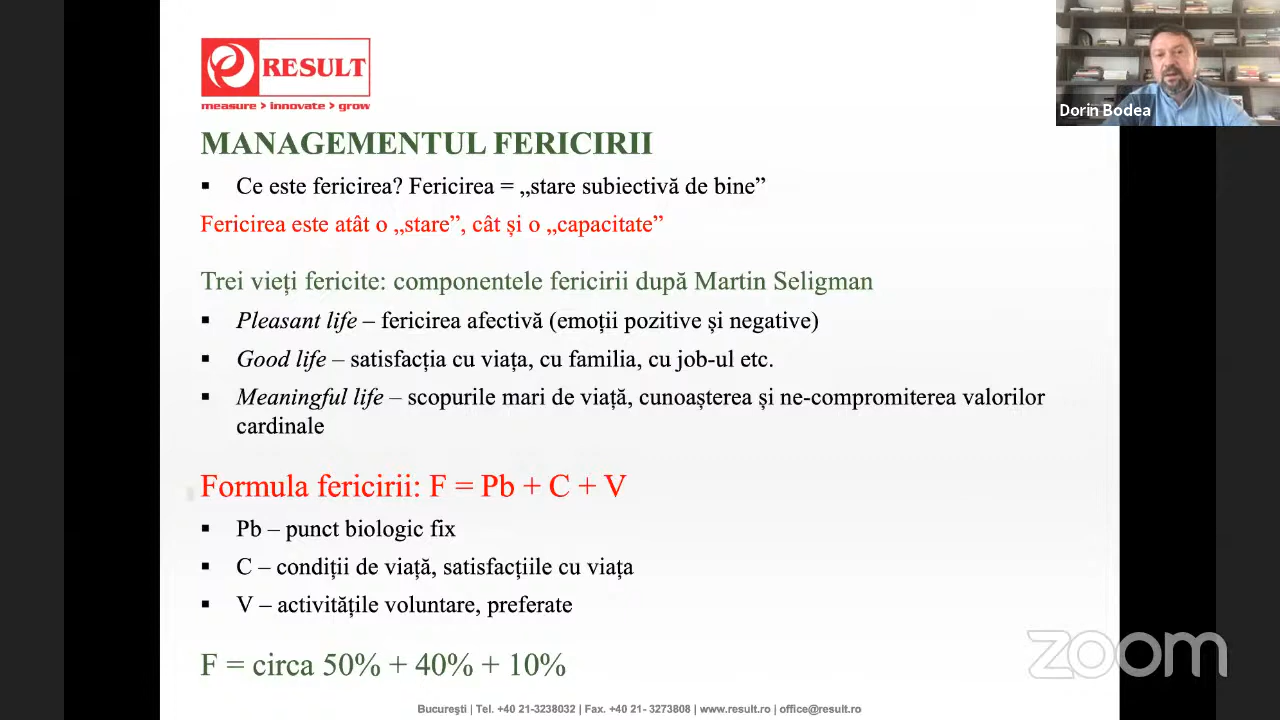 RESULT
measure > innovate > grow
Dorin Bodea
MANAGEMENTUL FERICIRII
▪ Ce este fericirea? Fericirea = „stare subiectivă de bine”
Fericirea este atât o „stare”, cât și o „capacitate”
Trei vieți fericite: componentele fericirii după Martin Seligman
▪ Pleasant life – fericirea afectivă (emoții pozitive și negative)
▪ Good life – satisfacția cu viața, cu familia, cu job-ul etc.
▪ Meaningful life – scopurile mari de viață, cunoașterea și ne-compromiterea valorilor
cardinale
Formula fericirii: F = Pb + C + V
▪ Pb – punct biologic fix
▪ C – condiții de viață, satisfacțiile cu viața
▪ V – activitățile voluntare, preferate
F = circa 50% + 40% + 10%
zoom
Bucureşti | Tel. +40 21-3238032 | Fax. +40 21- 3273808 | www.result.ro | office@result.ro